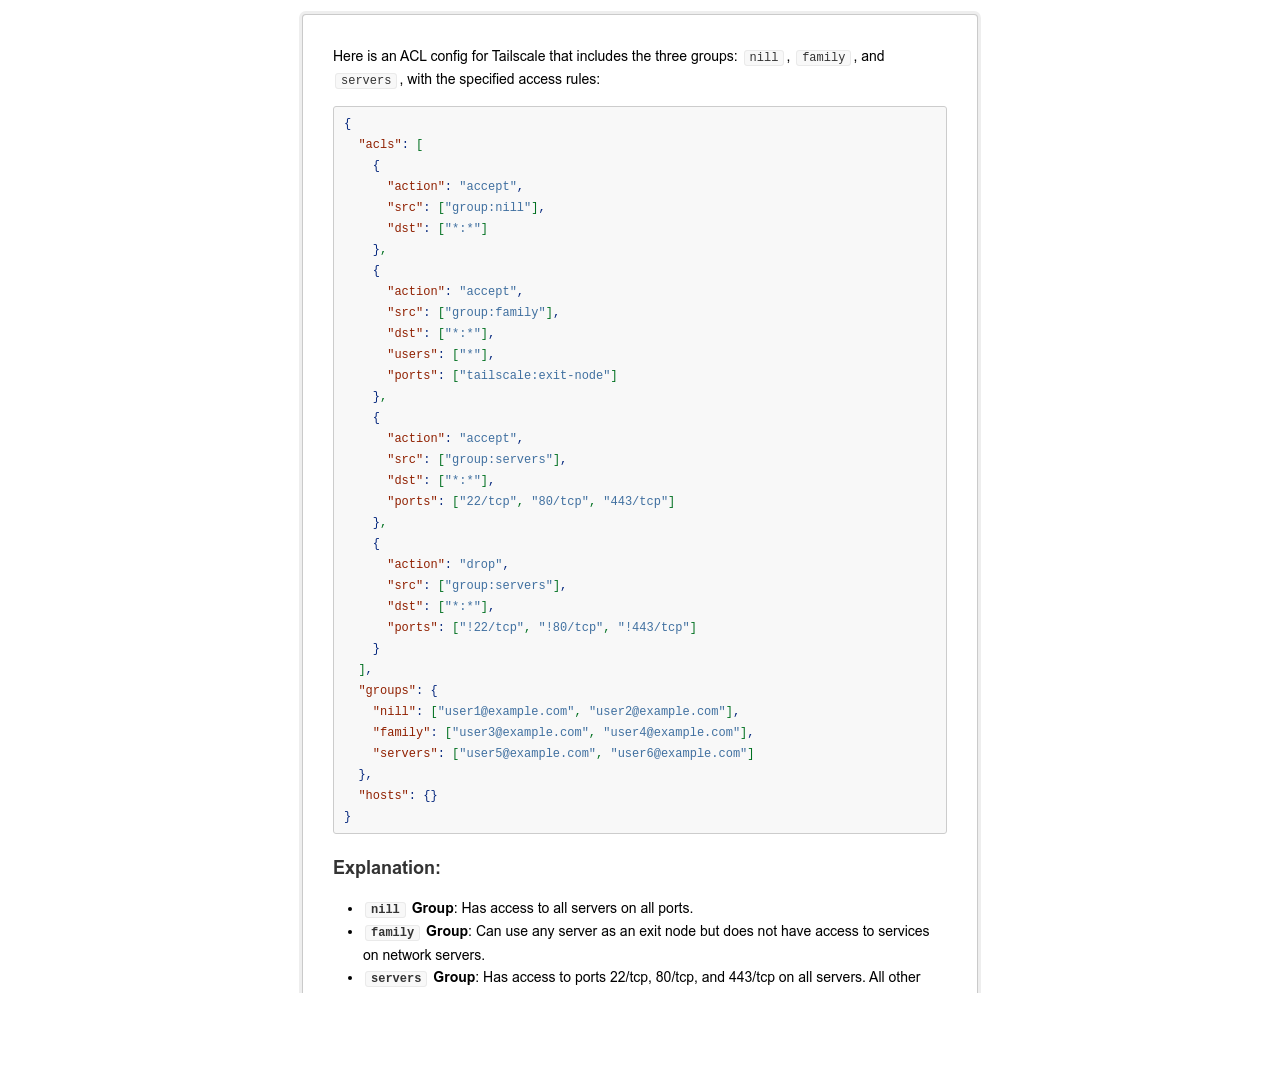 Here is an ACL config for Tailscale that includes the three groups: nill , family , and
servers , with the specified access rules:
{
  "acls": [
    {
      "action": "accept",
      "src": ["group:nill"],
      "dst": ["*:*"]
    },
    {
      "action": "accept",
      "src": ["group:family"],
      "dst": ["*:*"],
      "users": ["*"],
      "ports": ["tailscale:exit-node"]
    },
    {
      "action": "accept",
      "src": ["group:servers"],
      "dst": ["*:*"],
      "ports": ["22/tcp", "80/tcp", "443/tcp"]
    },
    {
      "action": "drop",
      "src": ["group:servers"],
      "dst": ["*:*"],
      "ports": ["!22/tcp", "!80/tcp", "!443/tcp"]
    }
  ],
  "groups": {
    "nill": ["user1@example.com", "user2@example.com"],
    "family": ["user3@example.com", "user4@example.com"],
    "servers": ["user5@example.com", "user6@example.com"]
  },
  "hosts": {}
}
Explanation:
• nill Group: Has access to all servers on all ports.
• family Group: Can use any server as an exit node but does not have access to services
on network servers.
• servers Group: Has access to ports 22/tcp, 80/tcp, and 443/tcp on all servers. All other